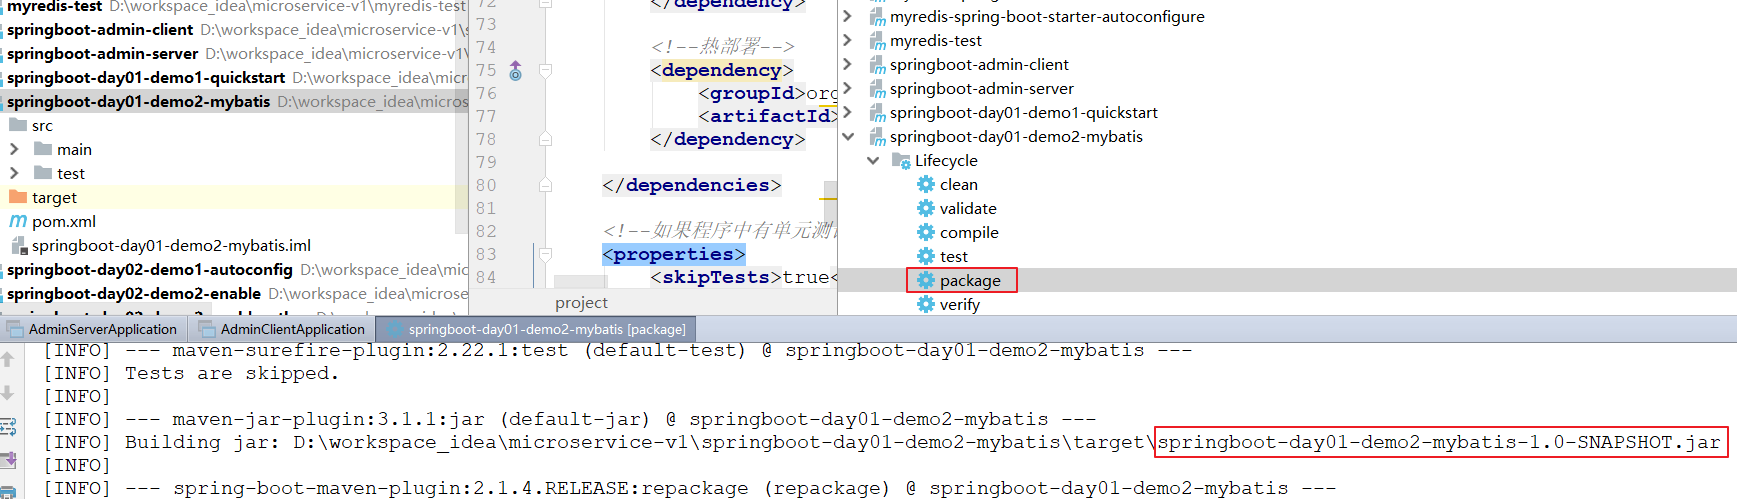 myredis-test D:\workspace_idea\microservice-v1\myredis-test
springboot-admin-client D:\workspace_idea\microservice-v1\s
springboot-admin-server D:\workspace_idea\microservice-v1\
springboot-day01-demo1-quickstart D:\workspace_idea\mic
springboot-day01-demo2-mybatis D:\workspace_idea\micros
src
main
test
target
pom.xml
springboot-day01-demo2-mybatis.iml
springboot-day02-demo1-autoconfig D:\workspace_idea\mic
springboot-day02-demo2-enable D:\workspace_idea\microse
72 </dependency>
73
74 <!--热部署-->
75 <dependency>
76 <groupId>org
77 <artifactId>
78 </dependency>
79
80 </dependencies>
81
82 <!--如果程序中有单元测
83 <properties>
84 <skipTests>true<
project
myredis-spring-boot-starter-autoconfigure
myredis-test
springboot-admin-client
springboot-admin-server
springboot-day01-demo1-quickstart
springboot-day01-demo2-mybatis
Lifecycle
clean
validate
compile
test
package
verify
AdminServerApplication AdminClientApplication springboot-day01-demo2-mybatis [package]
[INFO] --- maven-surefire-plugin:2.22.1:test (default-test) @ springboot-day01-demo2-mybatis ---
[INFO] Tests are skipped.
[INFO]
[INFO] --- maven-jar-plugin:3.1.1:jar (default-jar) @ springboot-day01-demo2-mybatis ---
[INFO] Building jar: D:\workspace_idea\microservice-v1\springboot-day01-demo2-mybatis\target\springboot-day01-demo2-mybatis-1.0-SNAPSHOT.jar
[INFO]
[INFO] --- spring-boot-maven-plugin:2.1.4.RELEASE:repackage (repackage) @ springboot-day01-demo2-mybatis ---